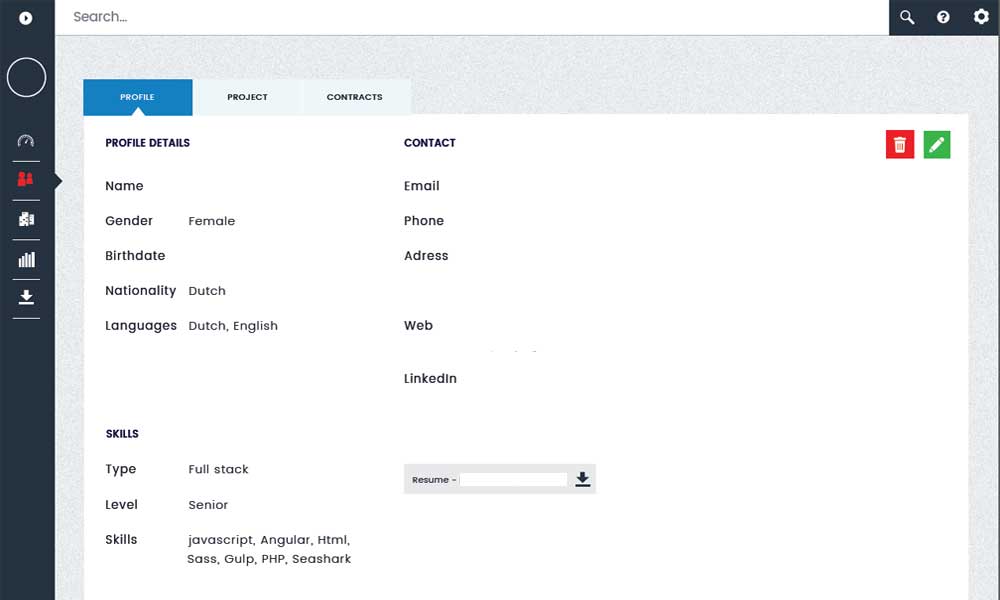 Search...
PROFILE
PROJECT
CONTRACTS
PROFILE DETAILS
Name
Gender Female
Birthdate
Nationality Dutch
Languages Dutch, English
CONTACT
Email
Phone
Adress
Web
LinkedIn
SKILLS
Type Full stack
Level Senior
Skills javascript, Angular, Html,
Sass, Gulp, PHP, Seashark
Resume -